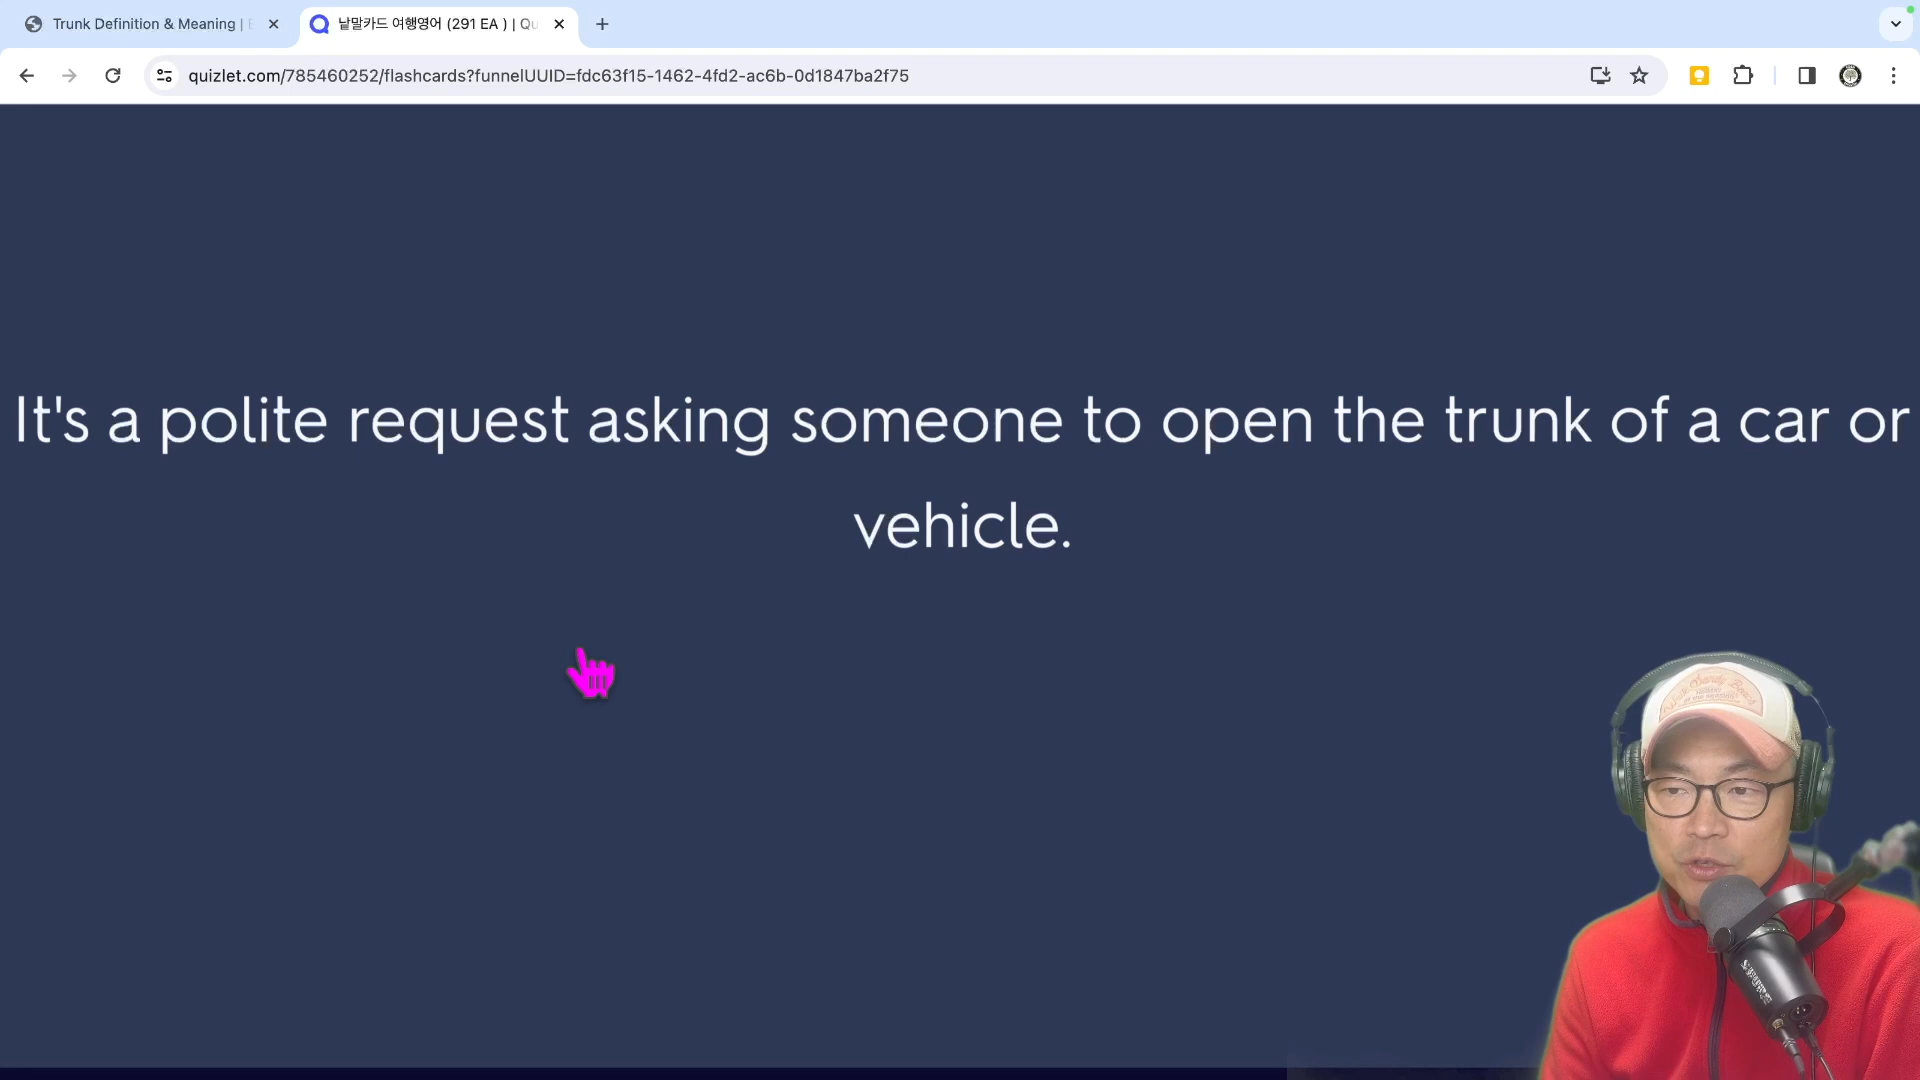 Trunk Definition & Meaning |
낱말카드 여행영어 (291 EA ) | Qu
quizlet.com/785460252/flashcards?funnelUUID=fdc63f15-1462-4fd2-ac6b-0d1847ba2f75
It's a polite request asking someone to open the trunk of a car or
vehicle.